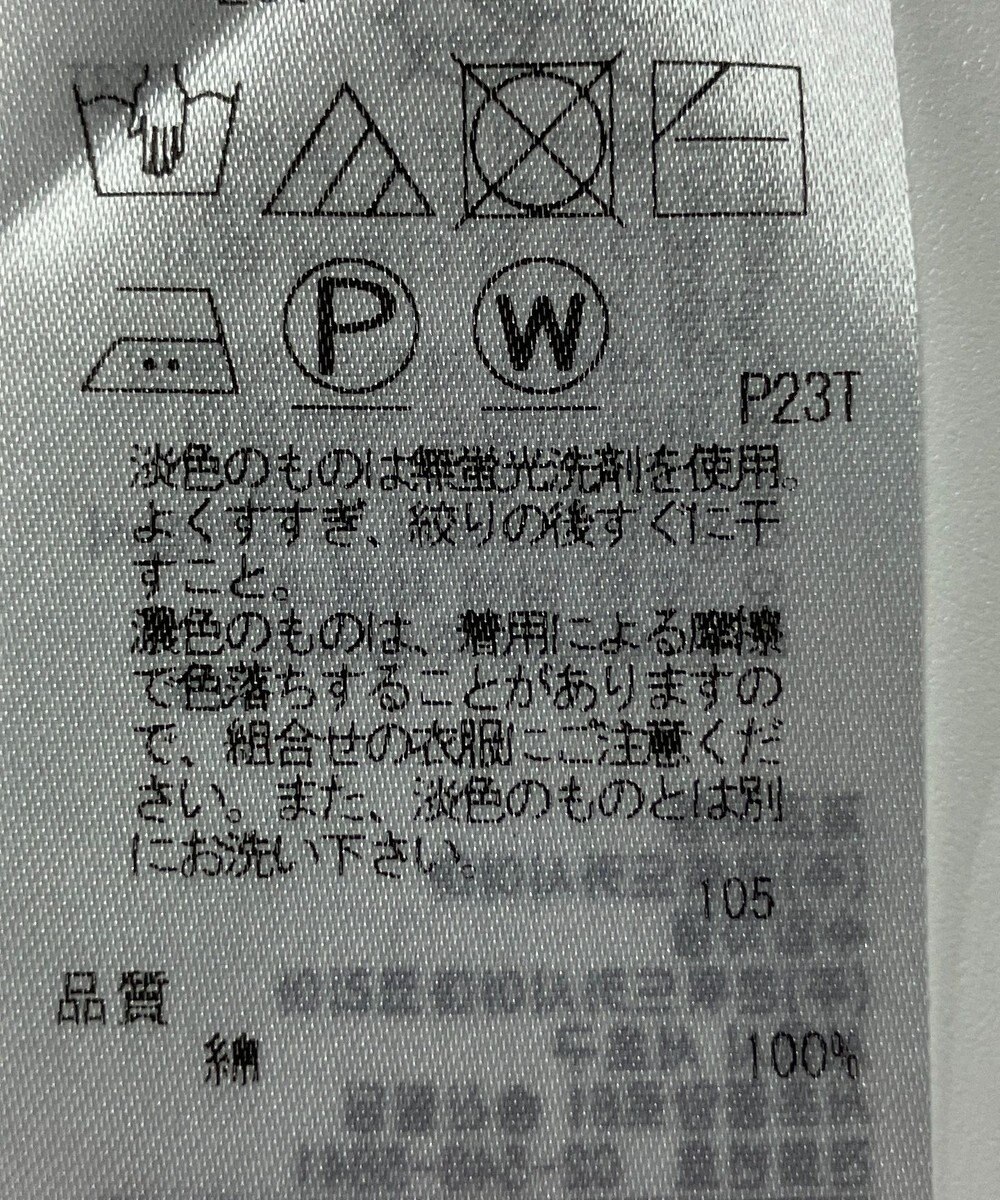 P
W
P23T
淡色のものは無蛍光洗剤を使用。
よくすすぎ、絞りの後すぐに干
すこと。
濃色のものは、着用による摩擦
で色落ちすることがありますの
で、組合せの衣服にご注意くだ
さい。また、淡色のものとは別
にお洗い下さい。
105
品質
綿 100%